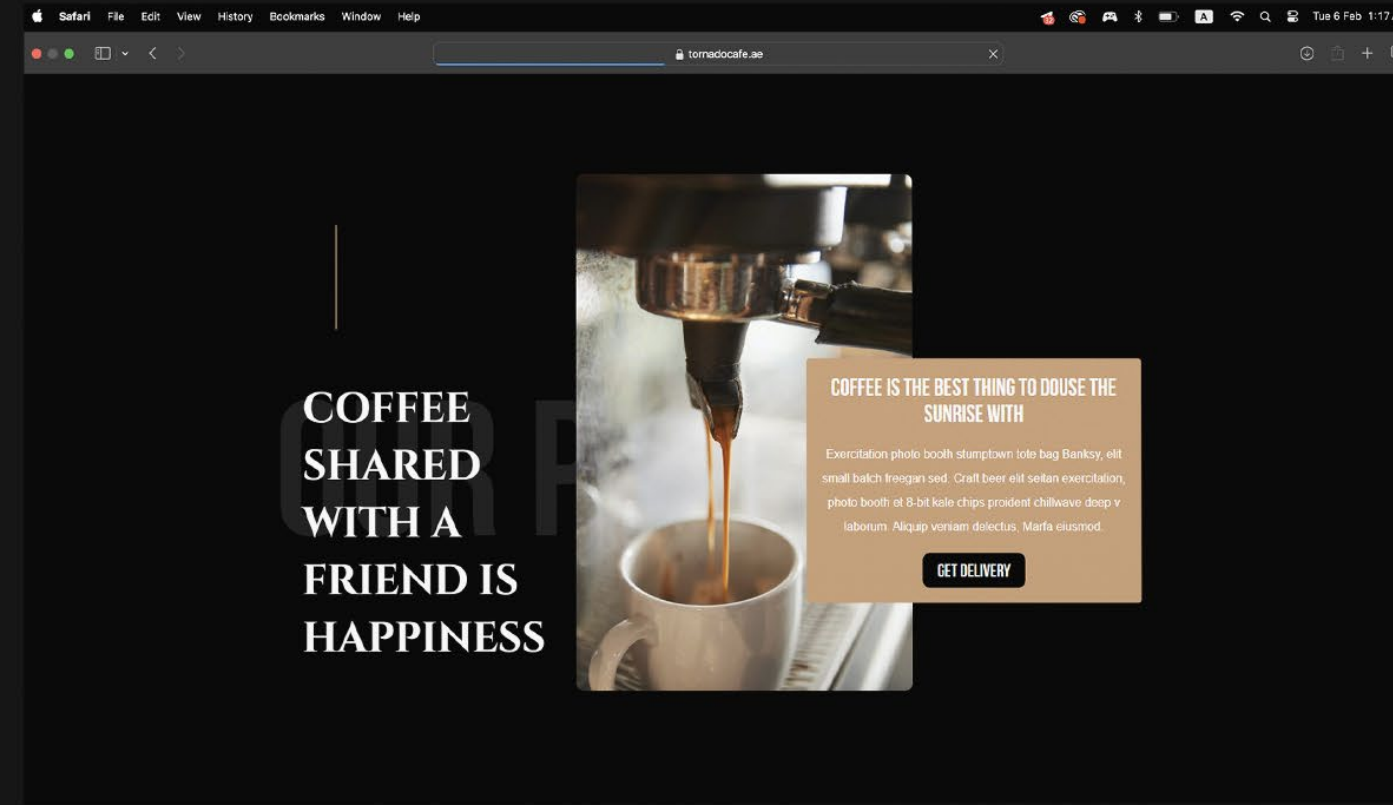 Safari File Edit View History Bookmarks Window Help
A
Tue 6 Feb 1:17
tornadocafe.ae
OUR P
COFFEE
SHARED
WITH A
FRIEND IS
HAPPINESS
COFFEE IS THE BEST THING TO DOUSE THE
SUNRISE WITH
Exercitation photo booth stumptown tote bag Banksy, elit
small batch freegan sed. Craft beer elit seitan exercitation,
photo booth et 8-bit kale chips proident chillwave deep v
laborum. Aliquip veniam delectus, Marfa eiusmod.
GET DELIVERY